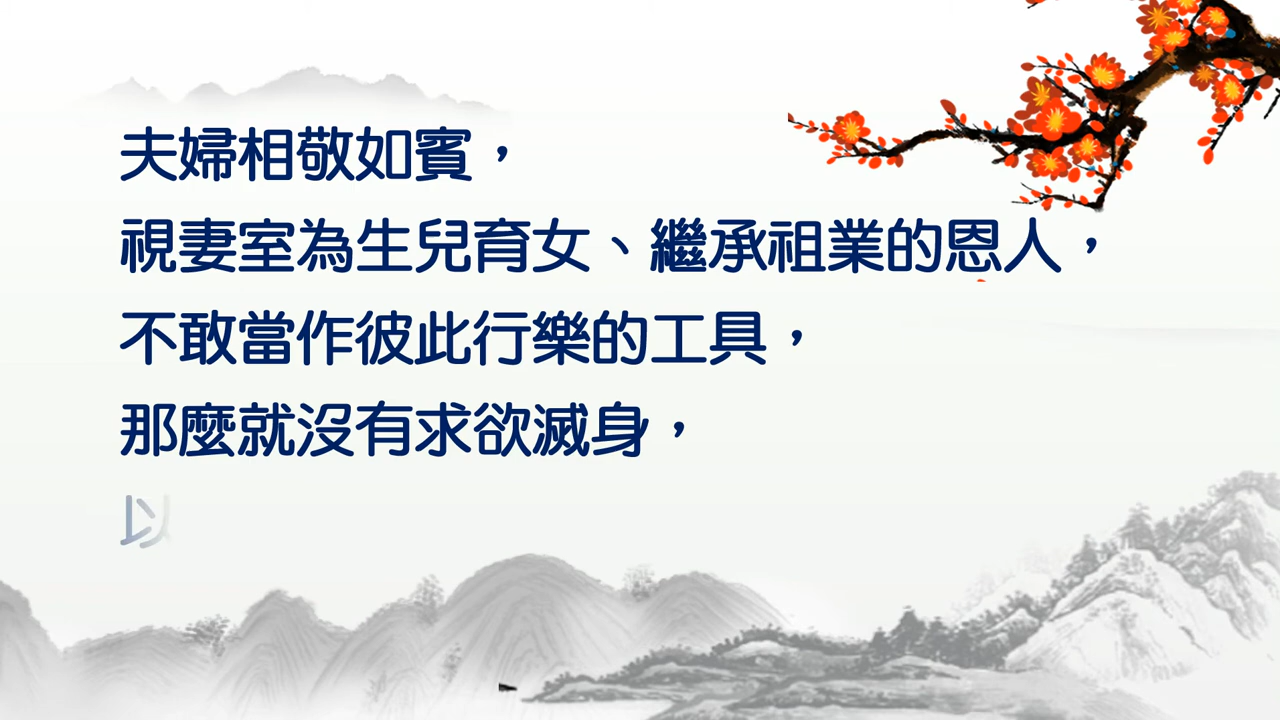 夫婦相敬如賓，
視妻室為生兒育女、繼承祖業的恩人，
不敢當作彼此行樂的工具，
那麼就沒有求欲滅身，
以